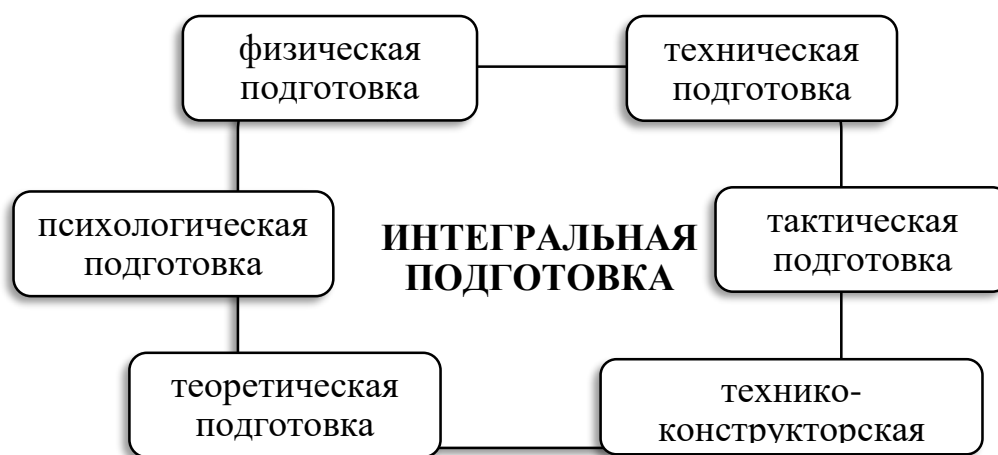 физическая
подготовка
техническая
подготовка
психологическая
подготовка
ИНТЕГРАЛЬНАЯ
ПОДГОТОВКА
тактическая
подготовка
теоретическая
подготовка
технико-
конструкторская